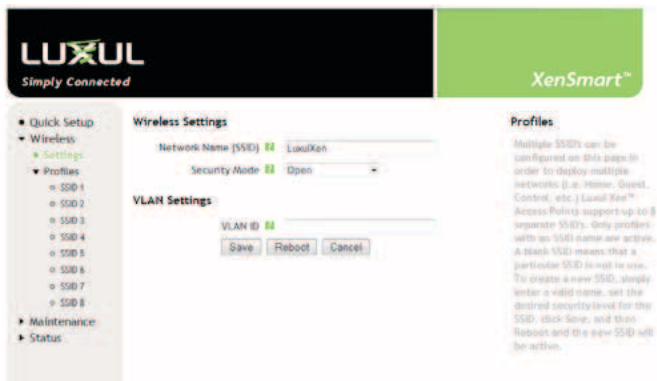 LUXUL
Simply Connected
XenSmart™
Quick Setup
Wireless
Settings
Profiles
SSID 1
SSID 2
SSID 3
SSID 4
SSID 5
SSID 6
SSID 7
SSID 8
Maintenance
Status
Wireless Settings
Network Name (SSID) LuxulXen
Security Mode Open
VLAN Settings
VLAN ID
Save Reboot Cancel
Profiles
Multiple SSID's can be
configured on this page in
order to deploy multiple
networks (i.e. Home, Guest,
Control, etc.) Luxul Xen™
Access Points support up to 8
separate SSID's. Only profiles
with an SSID name are active.
A blank SSID means that a
particular SSID is not in use.
To create a new SSID, simply
enter a valid name, set the
desired security level for the
SSID, click Save, and then
Reboot and the new SSID will
be active.